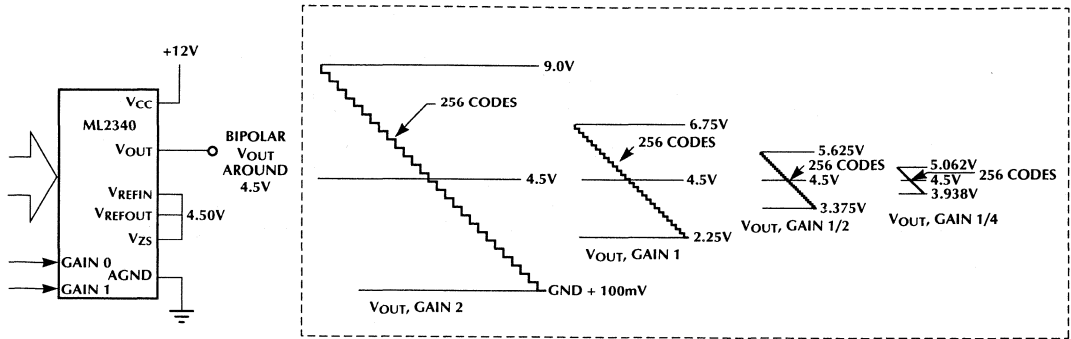 +12V
VCC
ML2340
VOUT
BIPOLAR
VOUT
AROUND
4.5V
VREFIN
VREFOUT
4.50V
VZS
GAIN 0
AGND
GAIN 1
9.0V
256 CODES
4.5V
GND + 100mV
VOUT, GAIN 2
6.75V
256 CODES
4.5V
2.25V
VOUT, GAIN 1
5.625V
256 CODES
4.5V
3.375V
VOUT, GAIN 1/2
5.062V
4.5V
256 CODES
3.938V
VOUT, GAIN 1/4